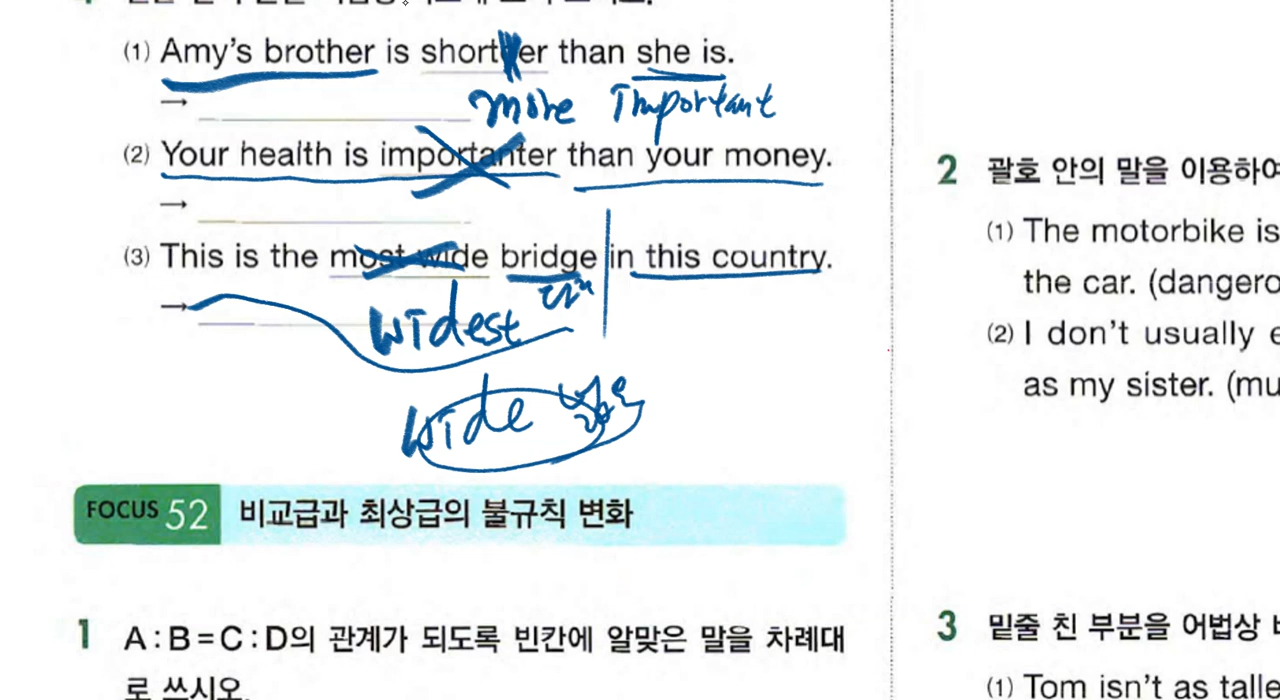 (1) Amy's brother is shortter than she is.
→
more Important
(2) Your health is importanter than your money.
→
(3) This is the most wide bridge in this country.
→
widest
wide
FOCUS 52 비교급과 최상급의 불규칙 변화
1 A : B = C : D의 관계가 되도록 빈칸에 알맞은 말을 차례대
로 쓰시오.
2 괄호 안의 말을 이용하여
(1) The motorbike is
the car. (dangero
(2) I don't usually e
as my sister. (mu
3 밑줄 친 부분을 어법상
(1) Tom isn't as talle